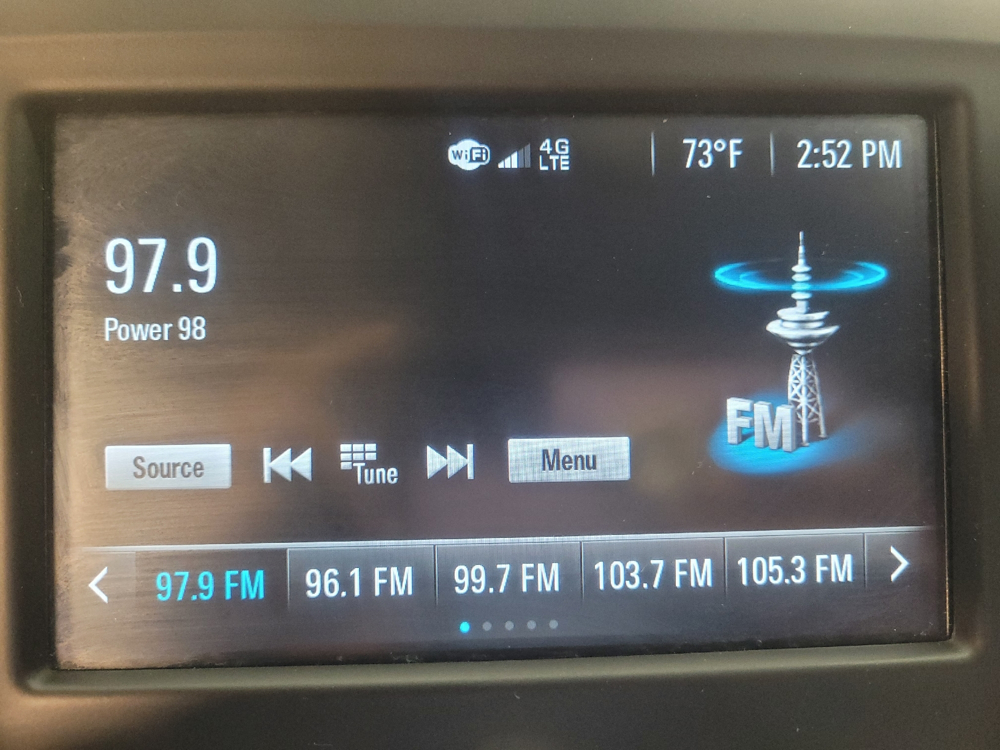 WiFi 4G LTE 73°F 2:52 PM
97.9
Power 98
FM
Source Tune Menu
97.9 FM 96.1 FM 99.7 FM 103.7 FM 105.3 FM